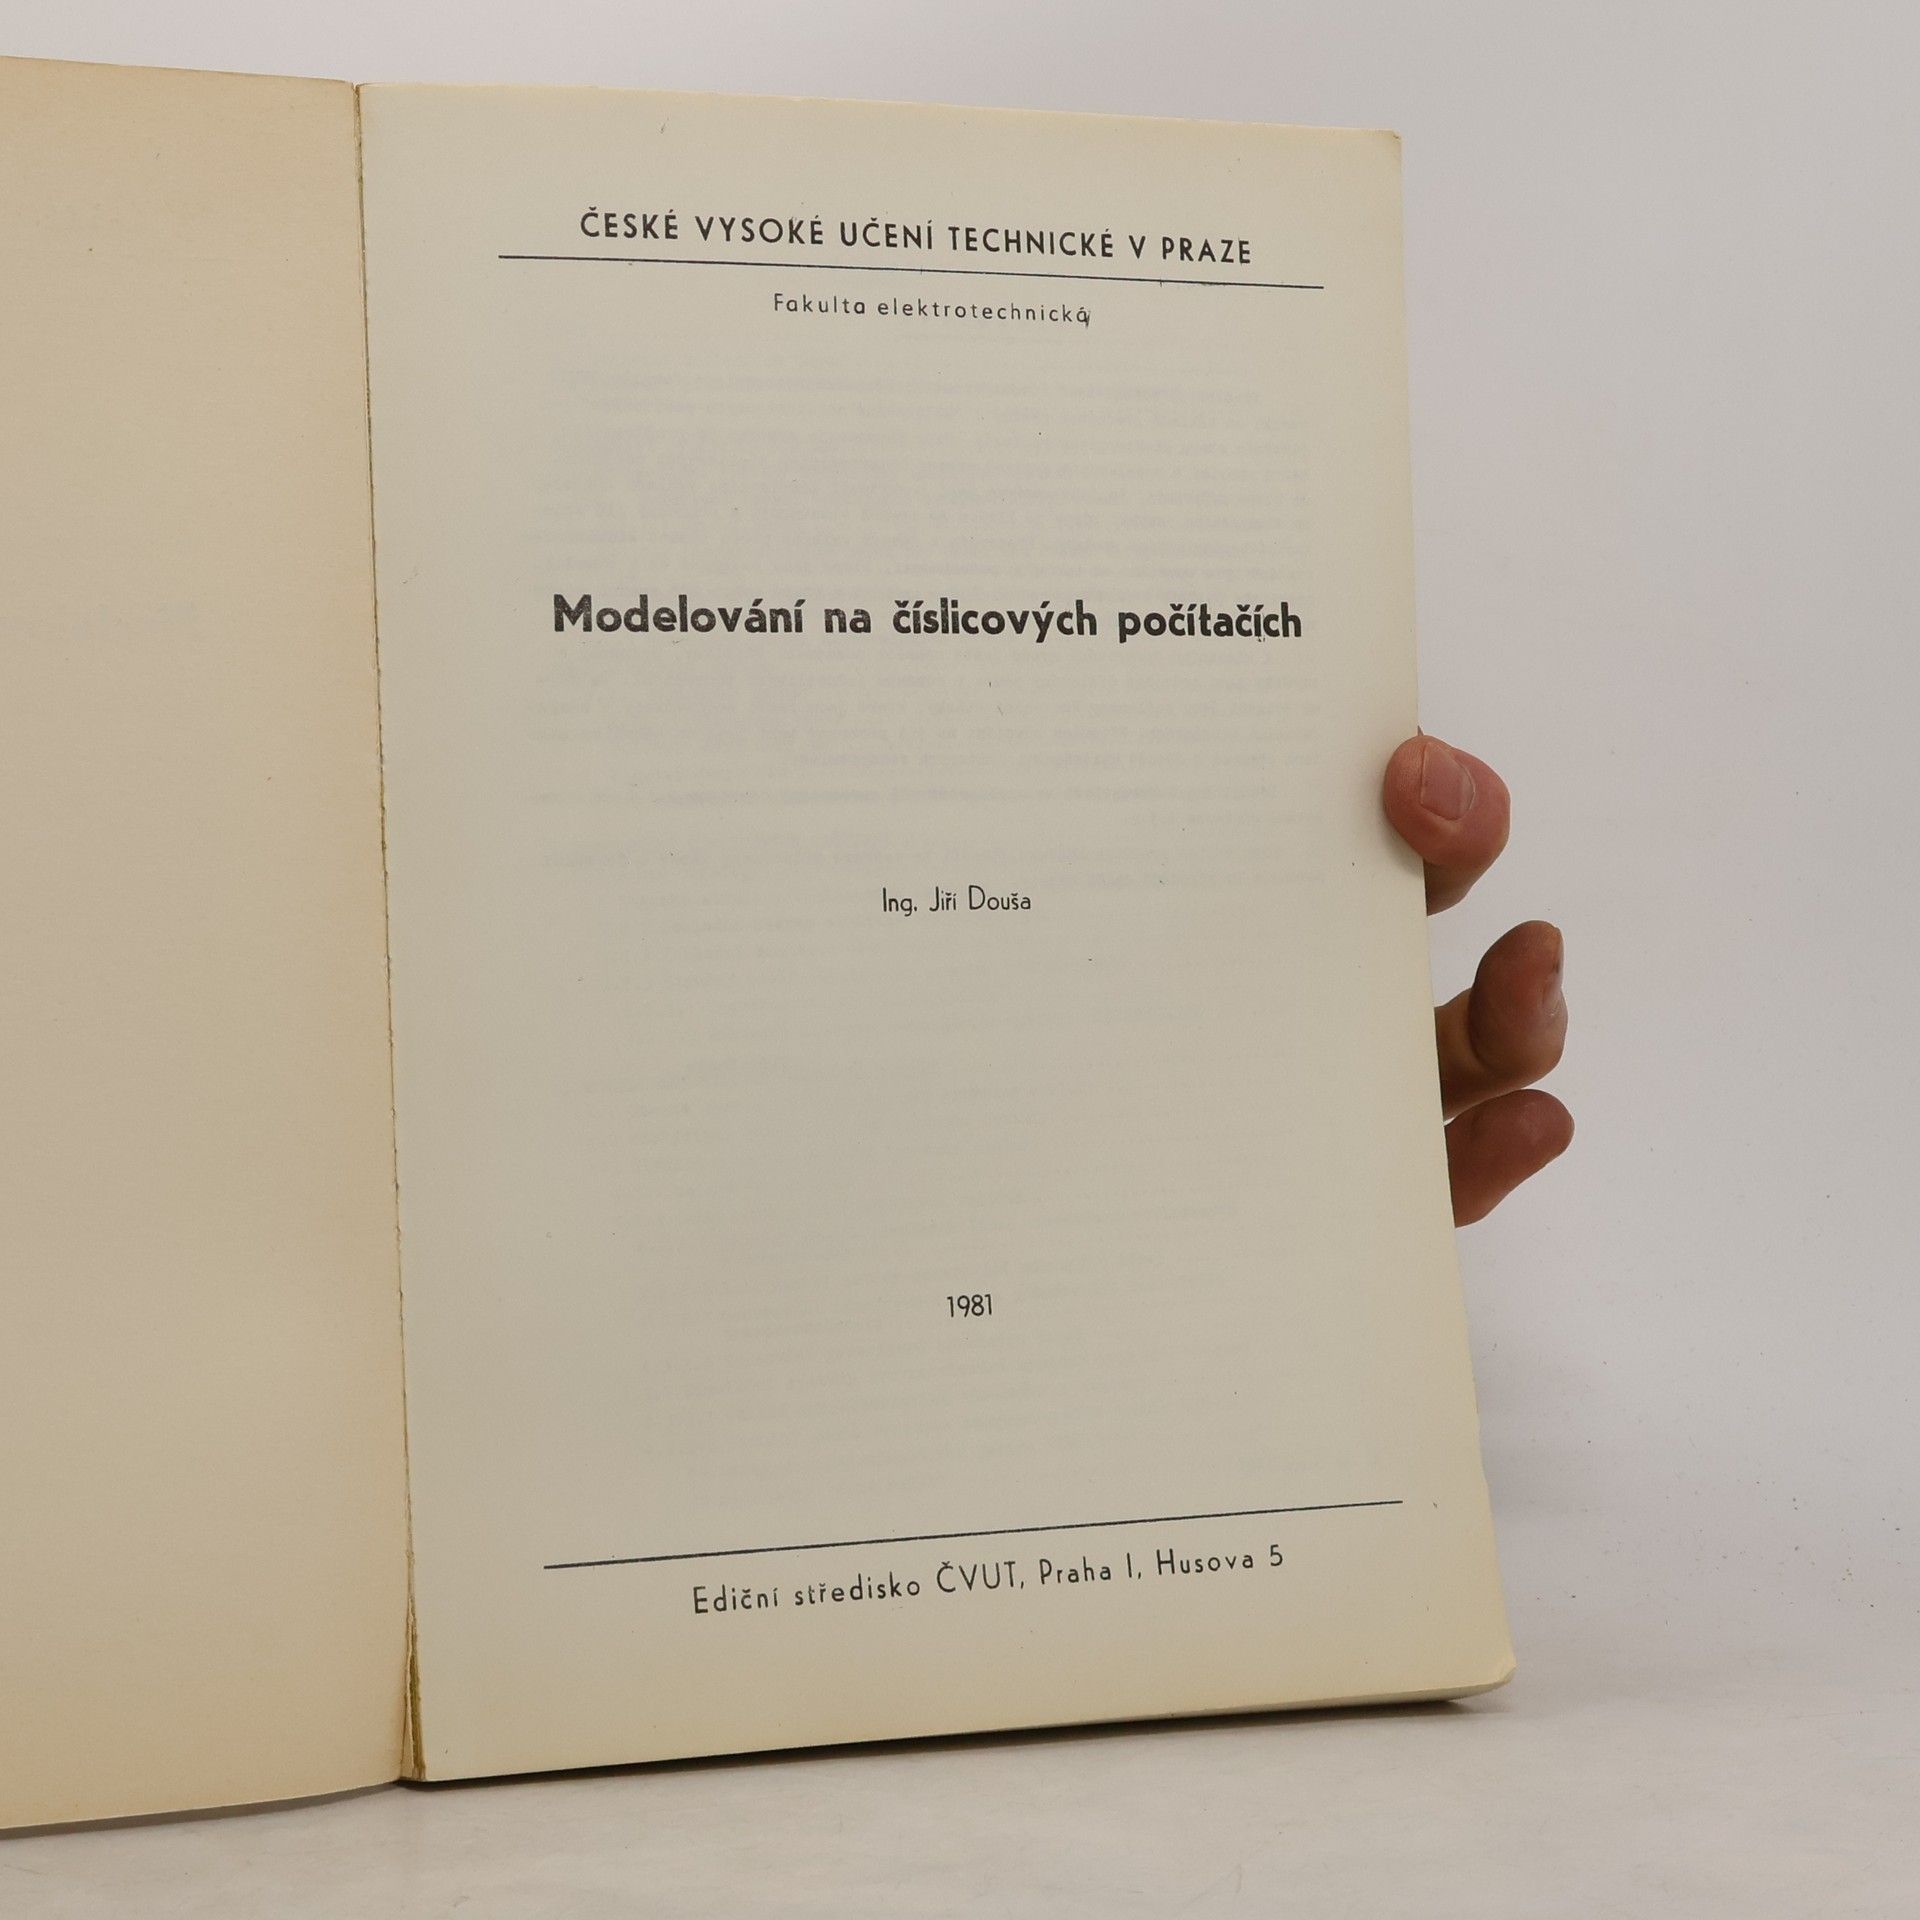 ČESKÉ VYSOKÉ UČENÍ TECHNICKÉ V PRAZE
Fakulta elektrotechnická
Modelování na číslicových počítačích
Ing. Jiří Douša
1981
Ediční středisko ČVUT, Praha 1, Husova 5